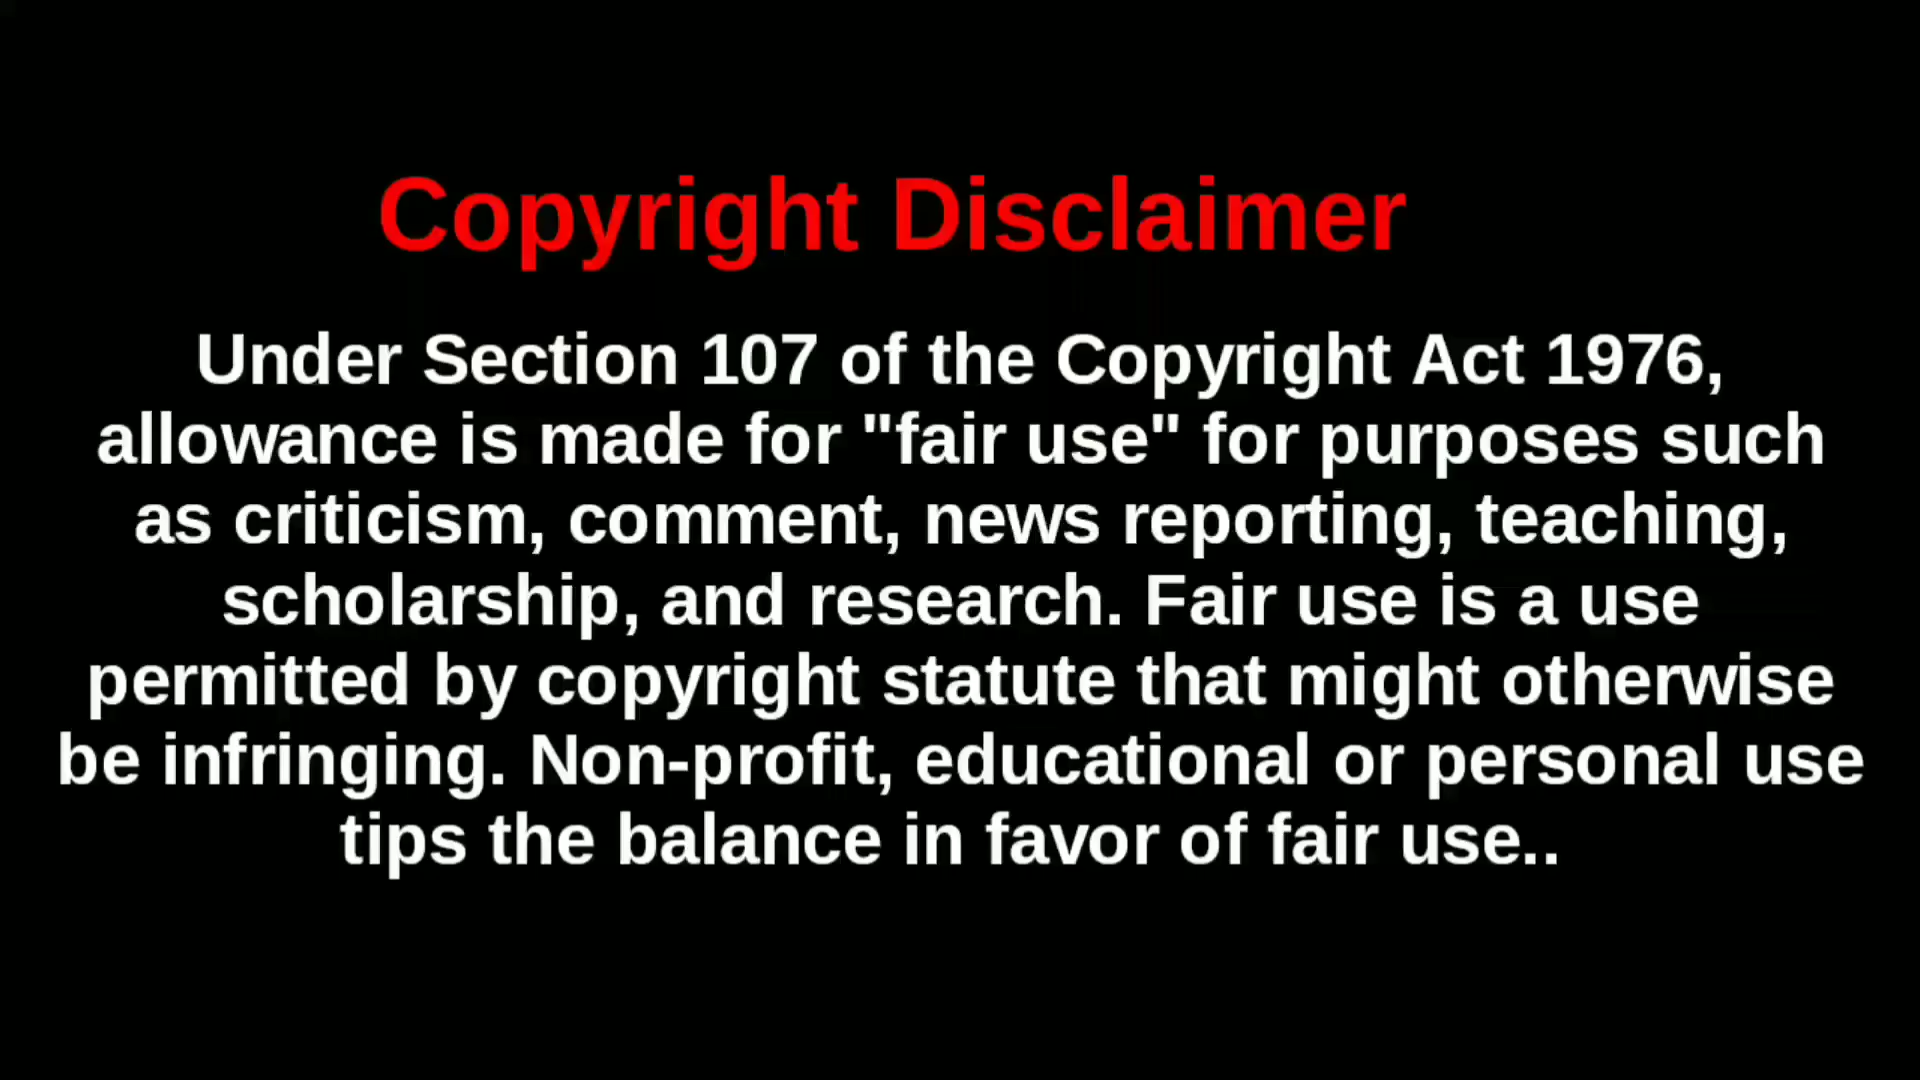 Copyright Disclaimer
Under Section 107 of the Copyright Act 1976,
allowance is made for "fair use" for purposes such
as criticism, comment, news reporting, teaching,
scholarship, and research. Fair use is a use
permitted by copyright statute that might otherwise
be infringing. Non-profit, educational or personal use
tips the balance in favor of fair use..